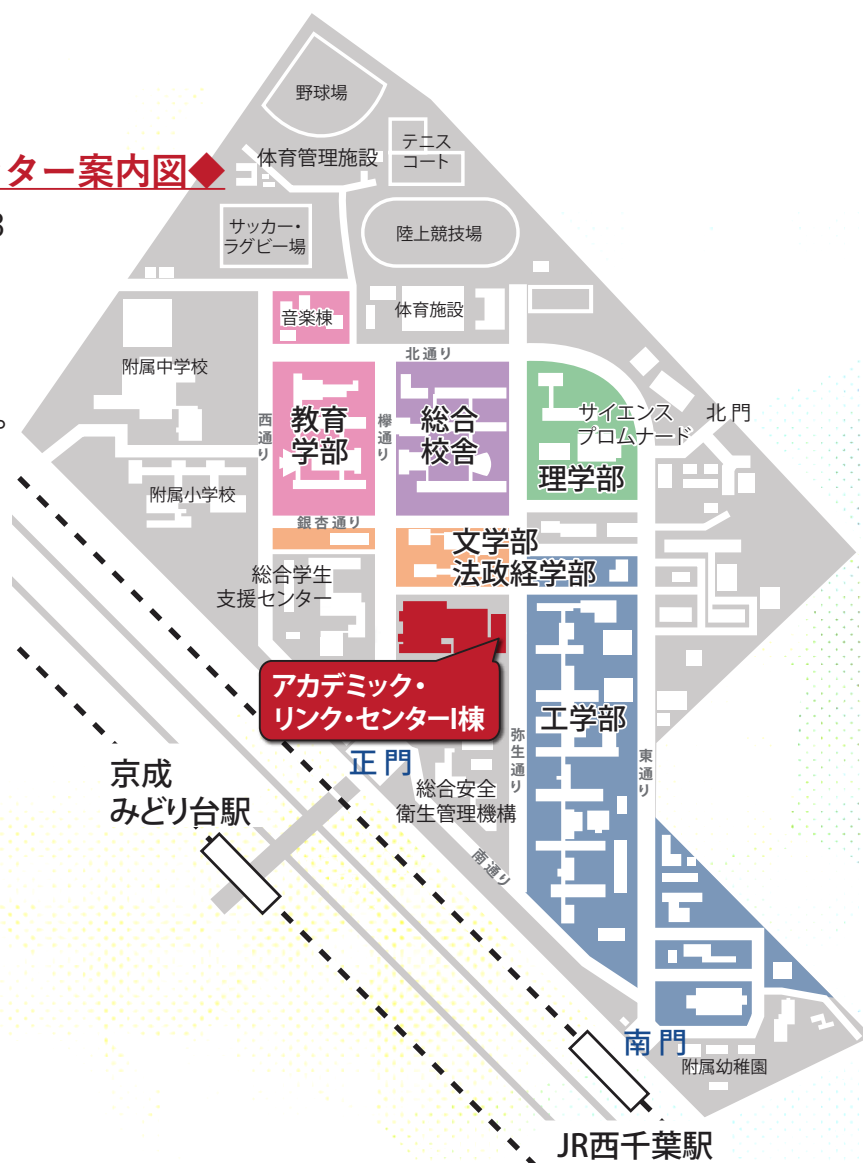 野球場
テニス
コート
体育管理施設
ター案内図◆
サッカー・
ラグビー場
陸上競技場
音楽棟
体育施設
北通り
附属中学校
教育
学部
西通り
欅通り
総合
校舎
サイエンス
プロムナード
北門
理学部
附属小学校
銀杏通り
文学部
法政経学部
総合学生
支援センター
アカデミック・
リンク・センターI棟
工学部
弥生通り
東通り
正門
京成
みどり台駅
総合安全
衛生管理機構
南通り
南門
附属幼稚園
JR西千葉駅